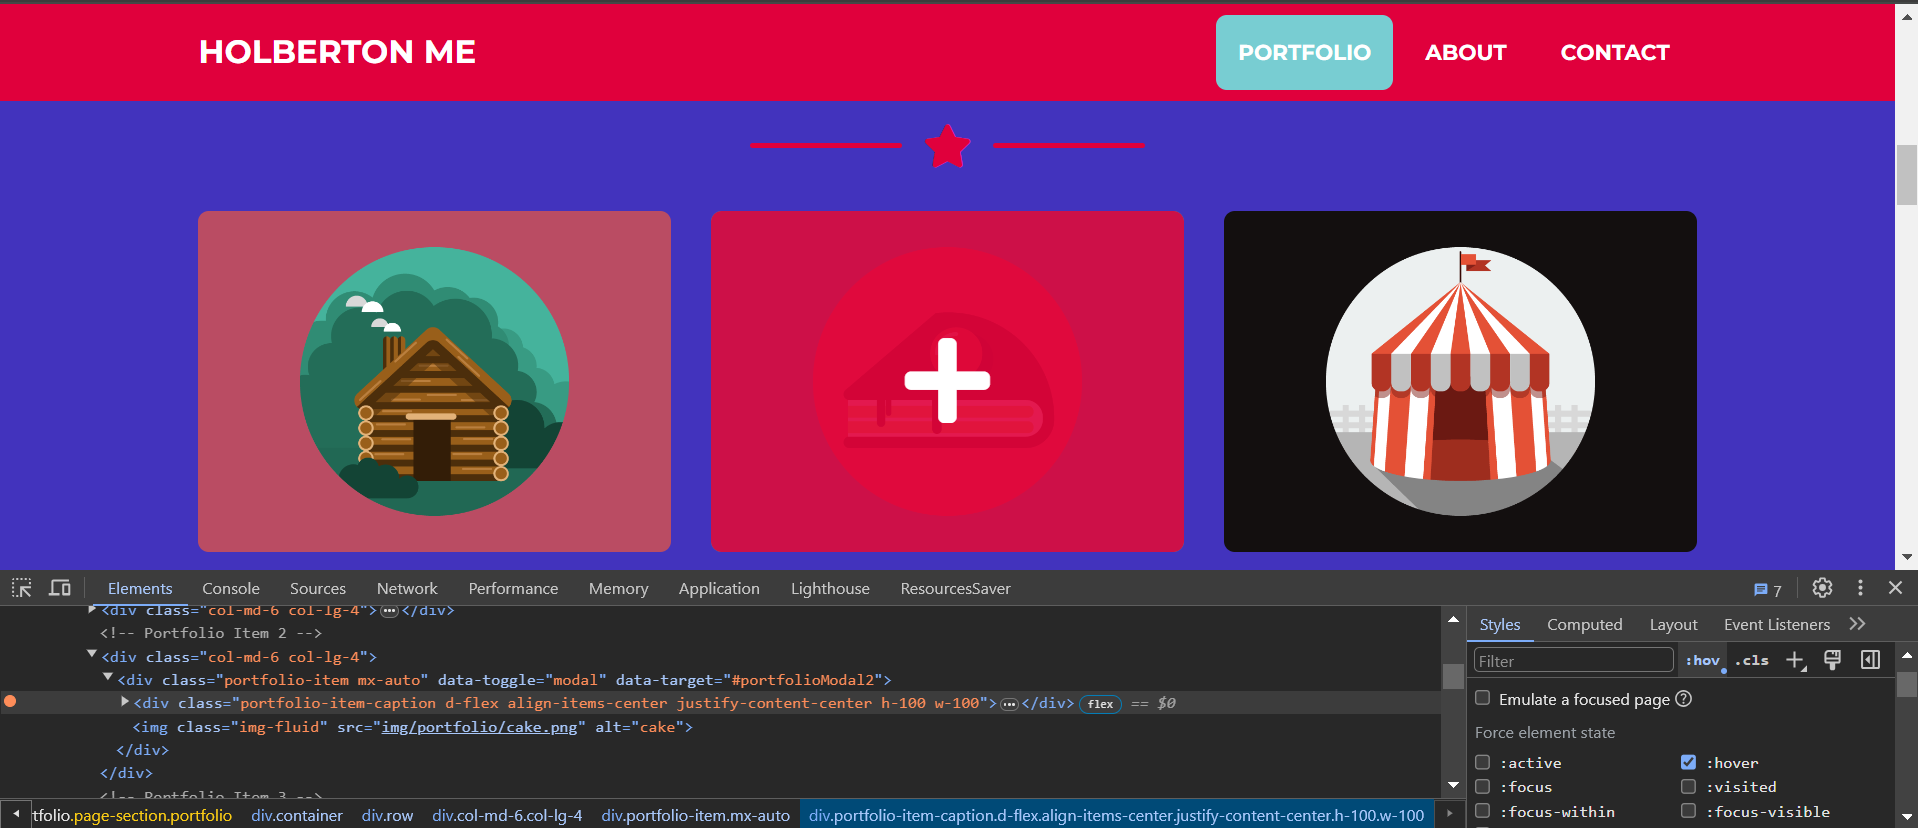 HOLBERTON ME
PORTFOLIO ABOUT CONTACT
Elements Console Sources Network Performance Memory Application Lighthouse ResourcesSaver 7
<div class="col-md-6 col-lg-4">…</div>
<!-- Portfolio Item 2 -->
<div class="col-md-6 col-lg-4">
<div class="portfolio-item mx-auto" data-toggle="modal" data-target="#portfolioModal2">
<div class="portfolio-item-caption d-flex align-items-center justify-content-center h-100 w-100">…</div> flex == $0
<img class="img-fluid" src="img/portfolio/cake.png" alt="cake">
</div>
</div>
<!-- Portfolio Item 3 -->
tfolio.page-section.portfolio div.container div.row div.col-md-6.col-lg-4 div.portfolio-item.mx-auto div.portfolio-item-caption.d-flex.align-items-center.justify-content-center.h-100.w-100
Styles Computed Layout Event Listeners
Filter :hov .cls
Emulate a focused page
Force element state
:active :hover
:focus :visited
:focus-within :focus-visible